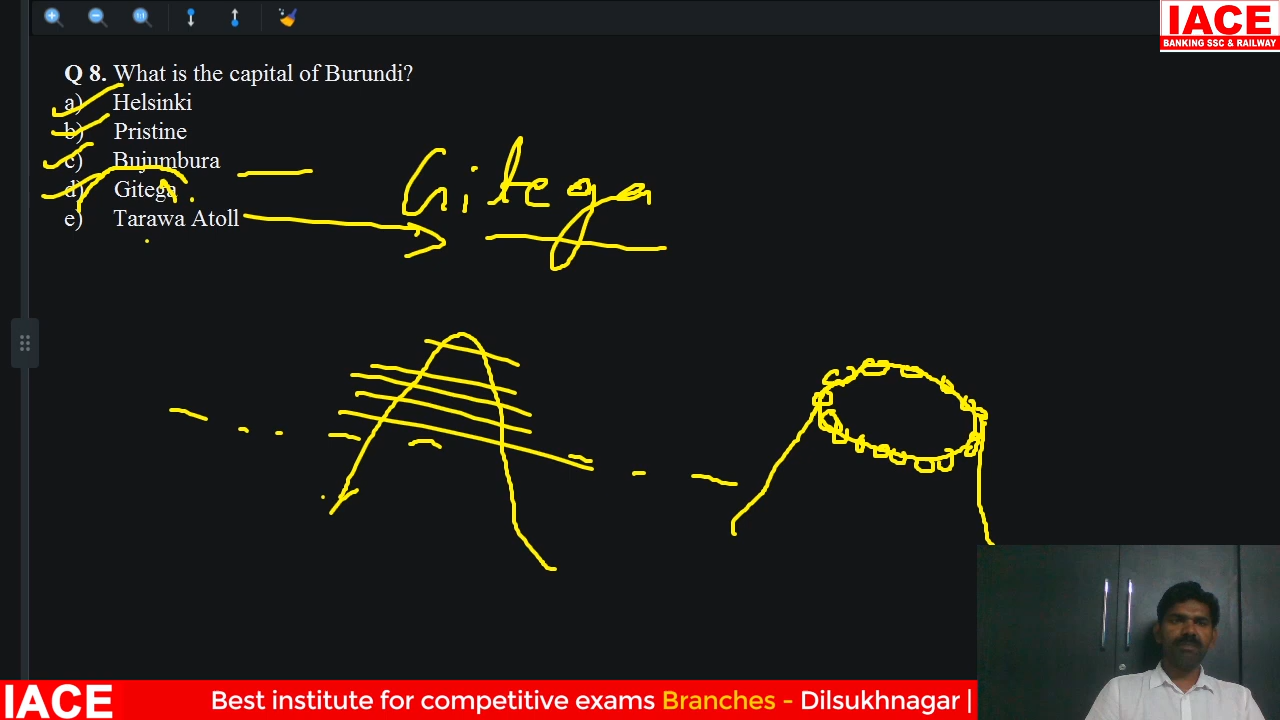 IACE
BANKING SSC & RAILWAY
Q 8. What is the capital of Burundi?
a) Helsinki
b) Pristine
c) Bujumbura
d) Gitega
e) Tarawa Atoll
Gitega
IACE
Best institute for competitive exams Branches - Dilsukhnagar |